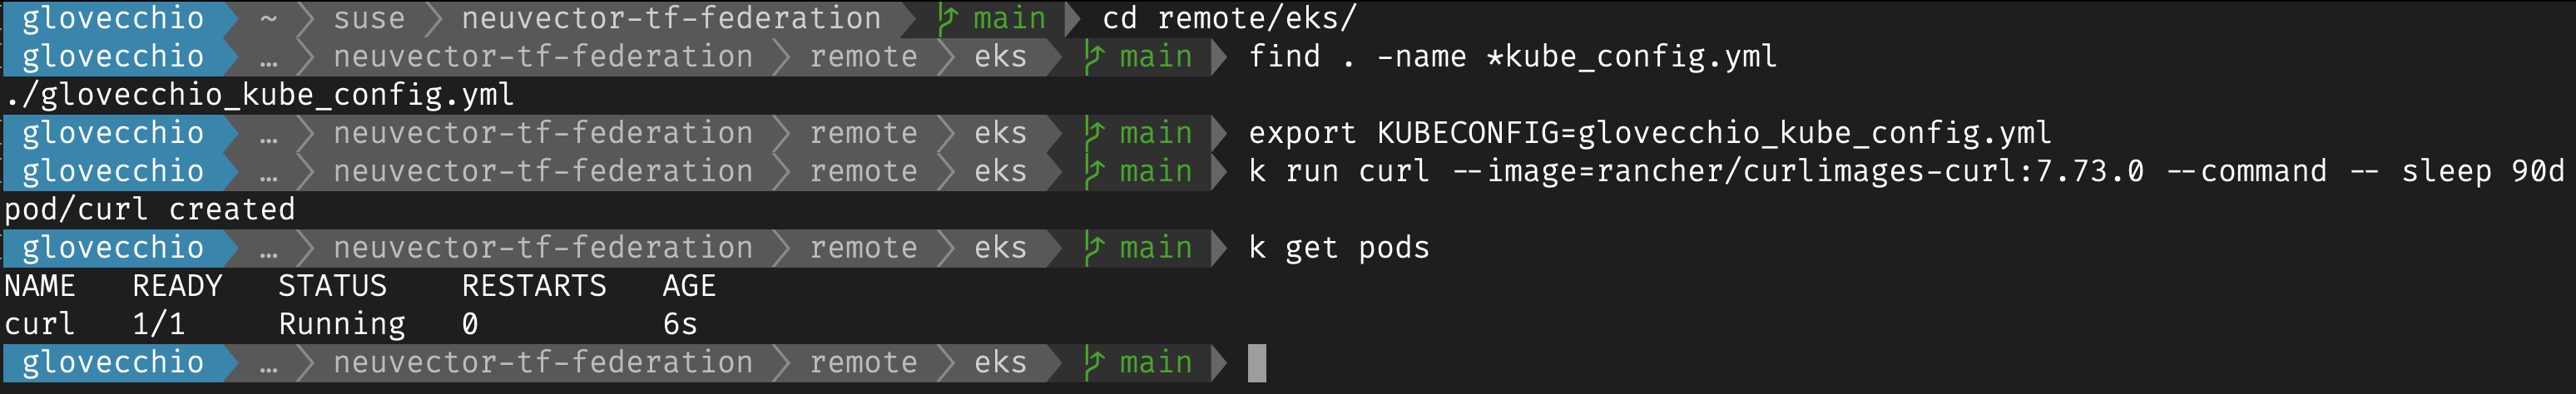 glovecchio ~ suse neuvector-tf-federation main cd remote/eks/
glovecchio … neuvector-tf-federation remote eks main find . -name *kube_config.yml
./glovecchio_kube_config.yml
glovecchio … neuvector-tf-federation remote eks main export KUBECONFIG=glovecchio_kube_config.yml
glovecchio … neuvector-tf-federation remote eks main k run curl --image=rancher/curlimages-curl:7.73.0 --command -- sleep 90d
pod/curl created
glovecchio … neuvector-tf-federation remote eks main k get pods
NAME READY STATUS RESTARTS AGE
curl 1/1 Running 0 6s
glovecchio … neuvector-tf-federation remote eks main